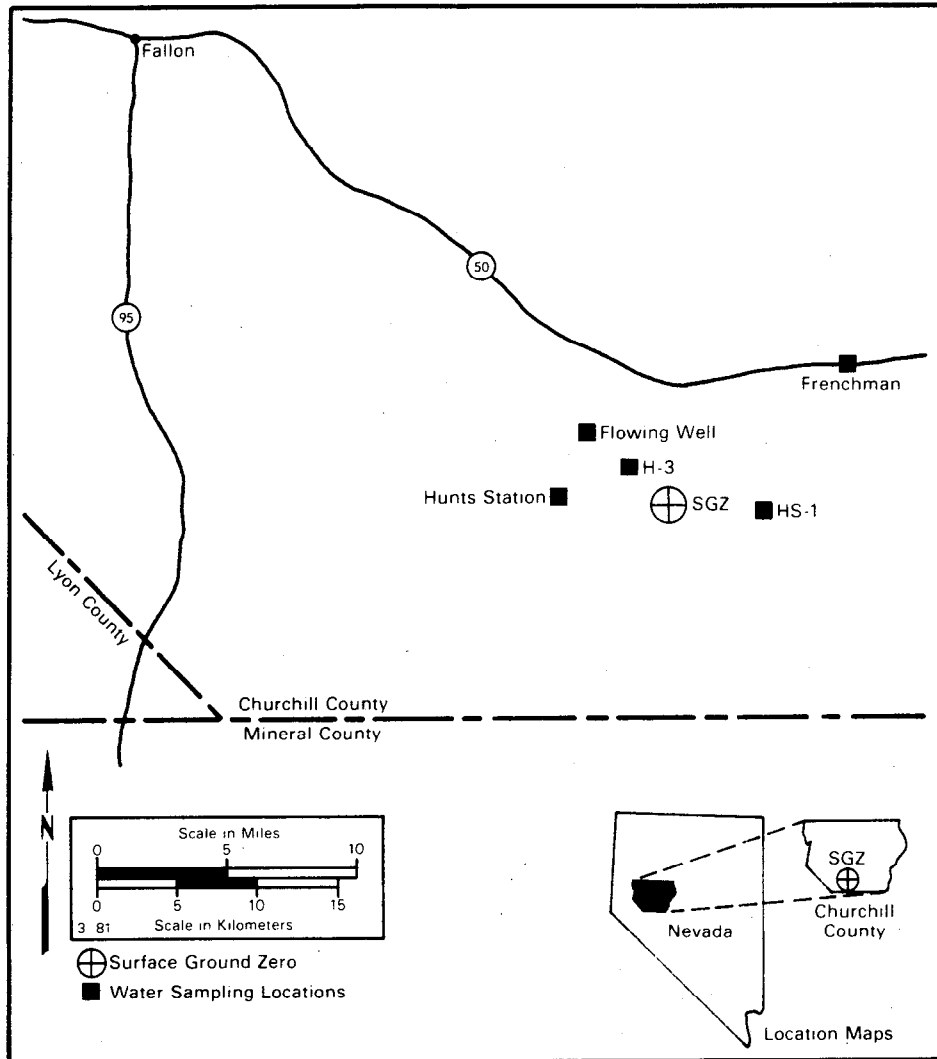 Fallon
50
95
Frenchman
Flowing Well
H-3
Hunts Station
SGZ
HS-1
Lyon County
Churchill County
Mineral County
N
Scale in Miles
0 5 10
0 5 10 15
3 81 Scale in Kilometers
Surface Ground Zero
Water Sampling Locations
SGZ
Nevada
Churchill
County
Location Maps